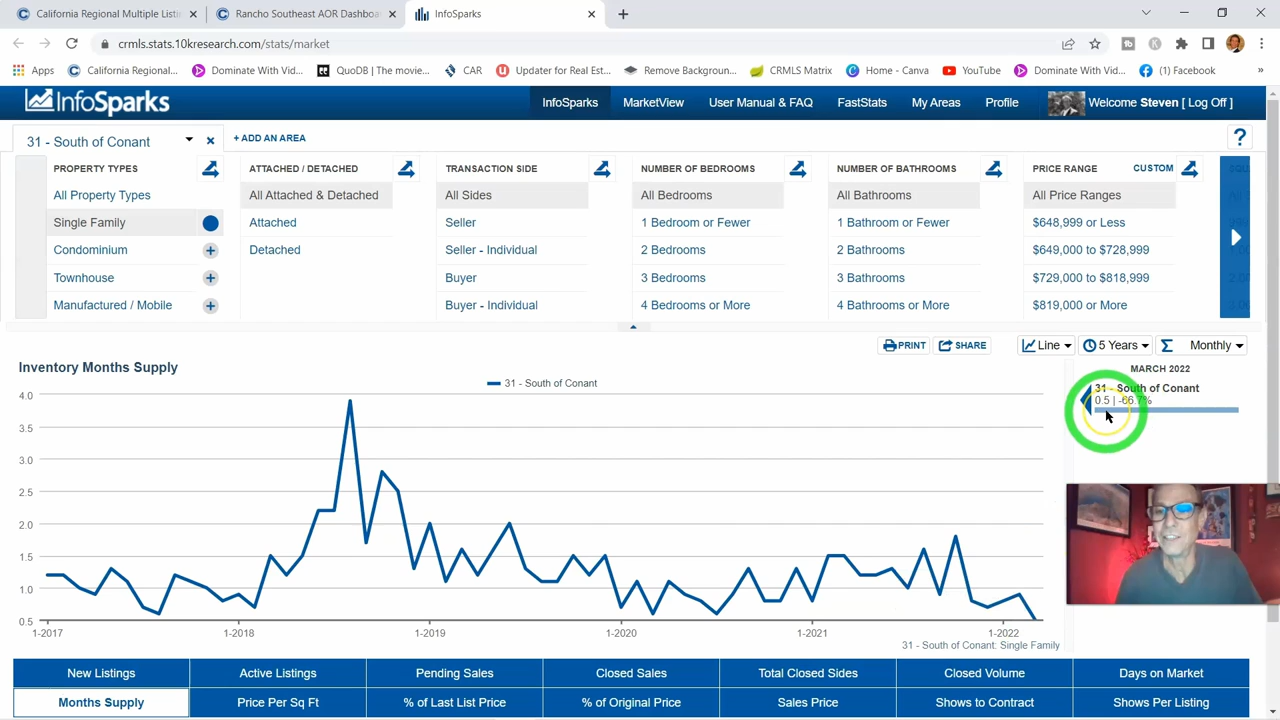 California Regional Multiple Listi
Rancho Southeast AOR Dashboa
InfoSparks
crmls.stats.10kresearch.com/stats/market
Apps
California Regional...
Dominate With Vid...
QuoDB | The movie...
CAR
Updater for Real Est...
Remove Backgroun...
CRMLS Matrix
Home - Canva
YouTube
Dominate With Vid...
(1) Facebook
»
InfoSparks
InfoSparks
MarketView
User Manual & FAQ
FastStats
My Areas
Profile
Welcome Steven [ Log Off ]
31 - South of Conant
+ ADD AN AREA
?
PROPERTY TYPES
All Property Types
Single Family
Condominium
Townhouse
Manufactured / Mobile
ATTACHED / DETACHED
All Attached & Detached
Attached
Detached
TRANSACTION SIDE
All Sides
Seller
Seller - Individual
Buyer
Buyer - Individual
NUMBER OF BEDROOMS
All Bedrooms
1 Bedroom or Fewer
2 Bedrooms
3 Bedrooms
4 Bedrooms or More
NUMBER OF BATHROOMS
All Bathrooms
1 Bathroom or Fewer
2 Bathrooms
3 Bathrooms
4 Bathrooms or More
PRICE RANGE
CUSTOM
All Price Ranges
$648,999 or Less
$649,000 to $728,999
$729,000 to $818,999
$819,000 or More
PRINT
SHARE
Line
5 Years
Monthly
Inventory Months Supply
31 - South of Conant
MARCH 2022
31 - South of Conant
0.5 | -66.7%
4.0
3.5
3.0
2.5
2.0
1.5
1.0
0.5
1-2017
1-2018
1-2019
1-2020
1-2021
1-2022
31 - South of Conant: Single Family
New Listings
Active Listings
Pending Sales
Closed Sales
Total Closed Sides
Closed Volume
Days on Market
Months Supply
Price Per Sq Ft
% of Last List Price
% of Original Price
Sales Price
Shows to Contract
Shows Per Listing